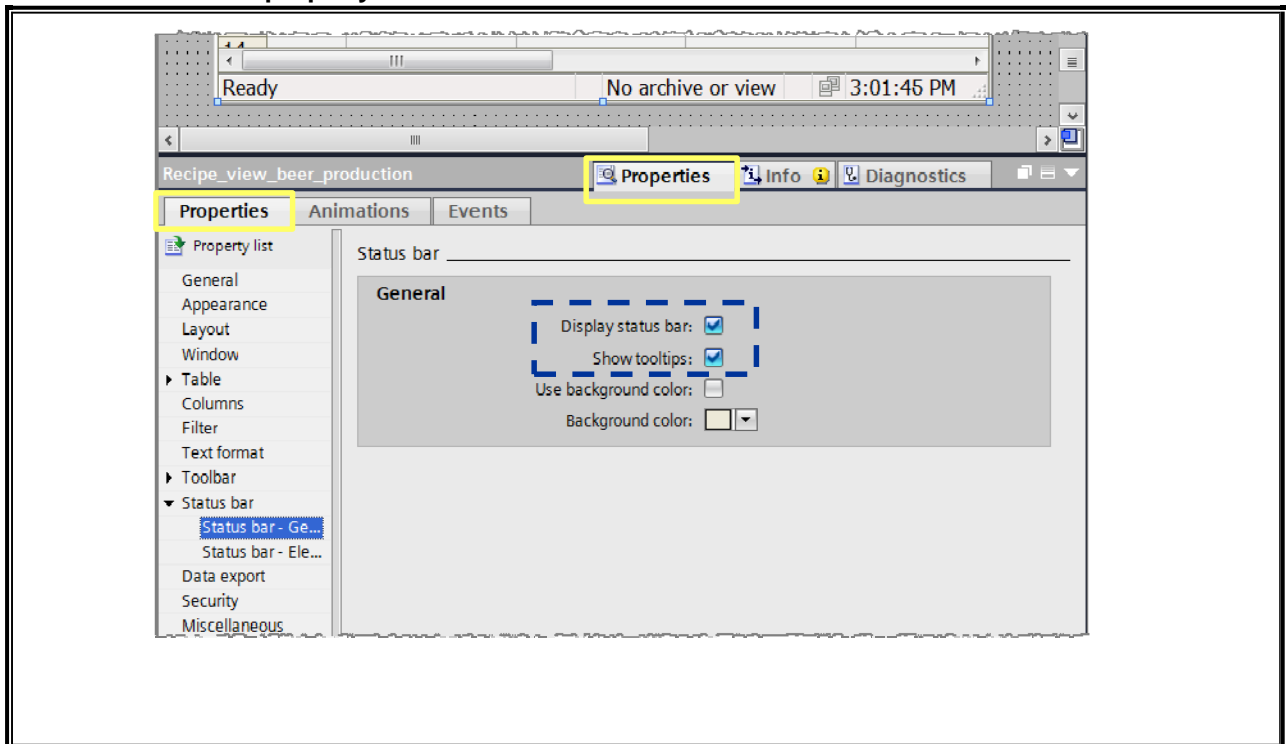 Ready No archive or view 3:01:45 PM
Recipe_view_beer_production Properties Info Diagnostics
Properties Animations Events
Property list
General
Appearance
Layout
Window
Table
Columns
Filter
Text format
Toolbar
Status bar
Status bar - Ge...
Status bar - Ele...
Data export
Security
Miscellaneous
Status bar
General
Display status bar:
Show tooltips:
Use background color:
Background color: